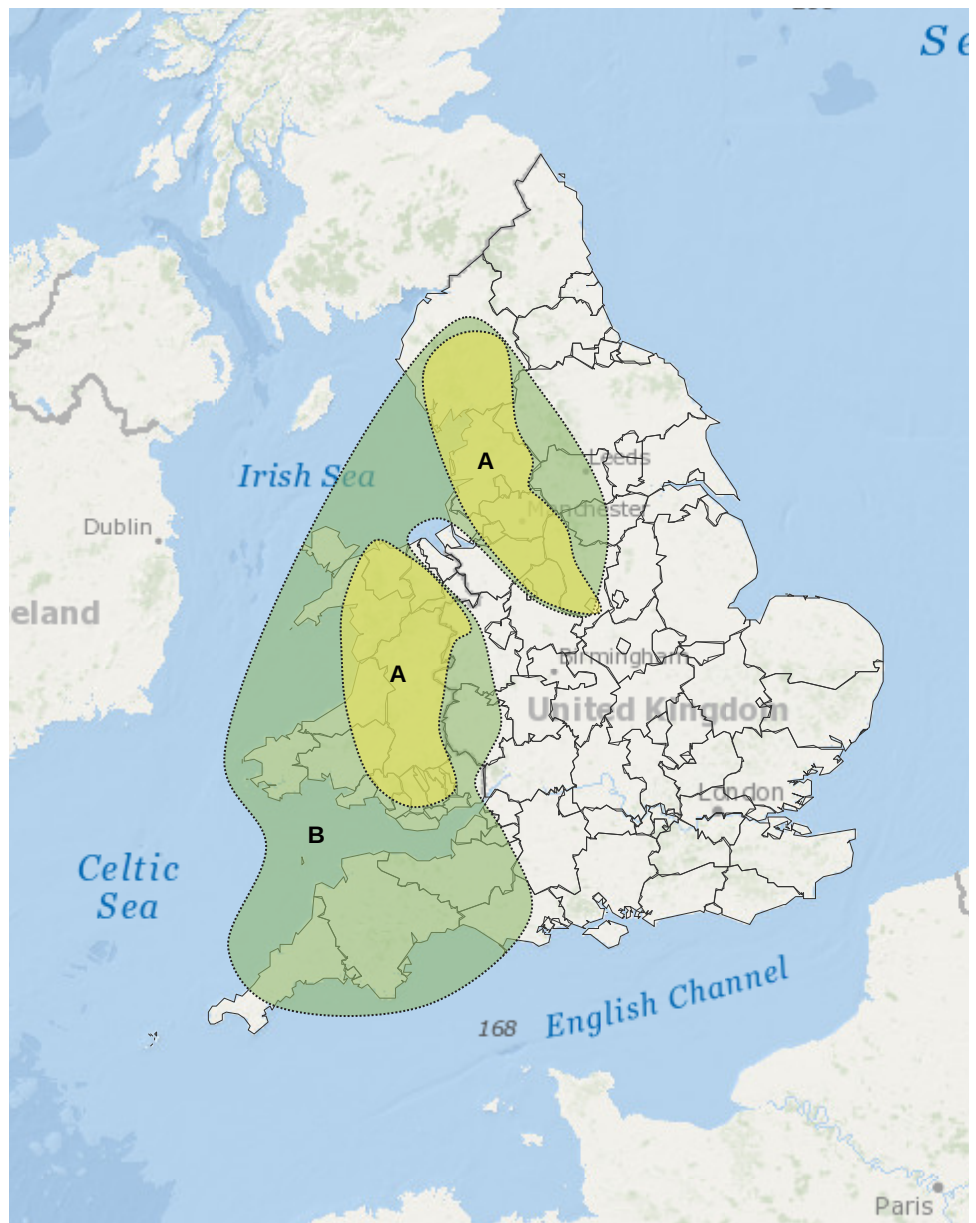 Se
Leeds
A
Irish Sea
Manchester
Dublin
eland
Birmingham
A
United Kingdom
London
B
Celtic
Sea
English Channel
168
Paris